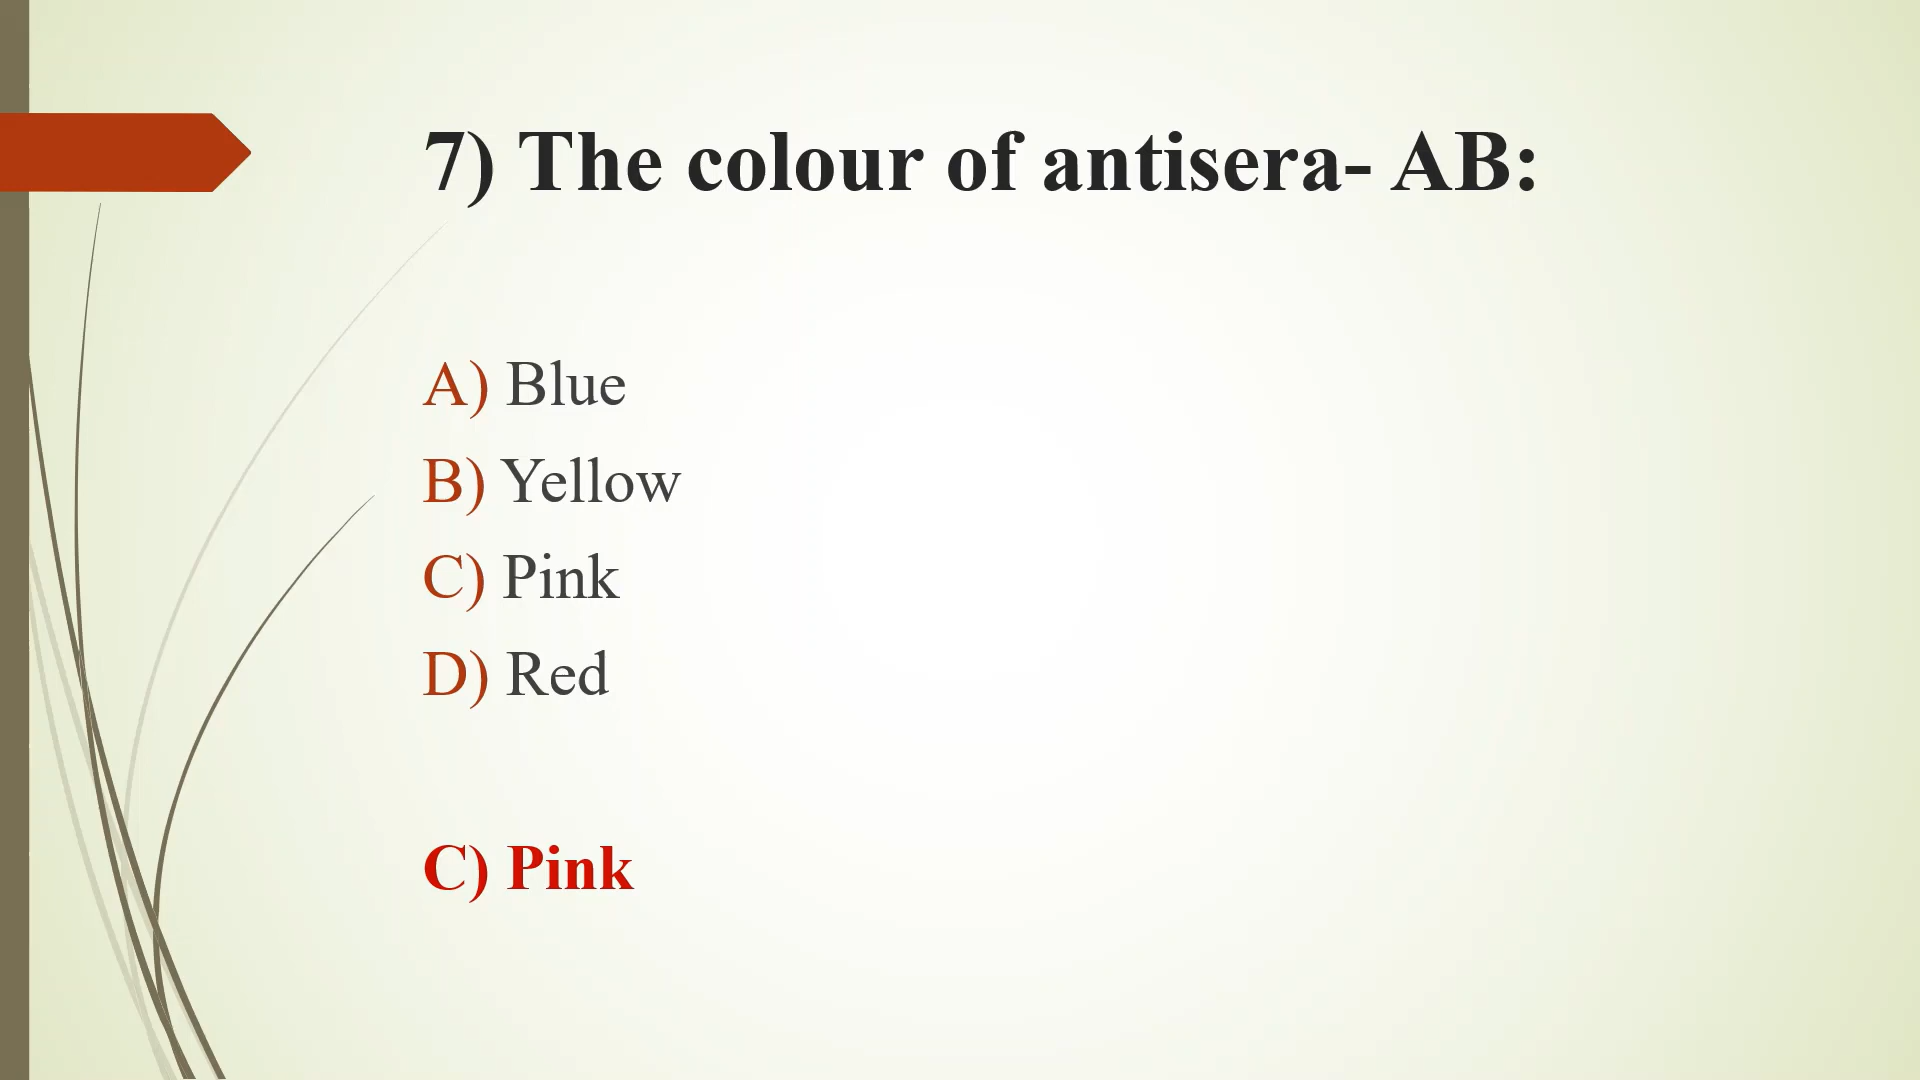 7) The colour of antisera- AB:
A) Blue
B) Yellow
C) Pink
D) Red
C) Pink